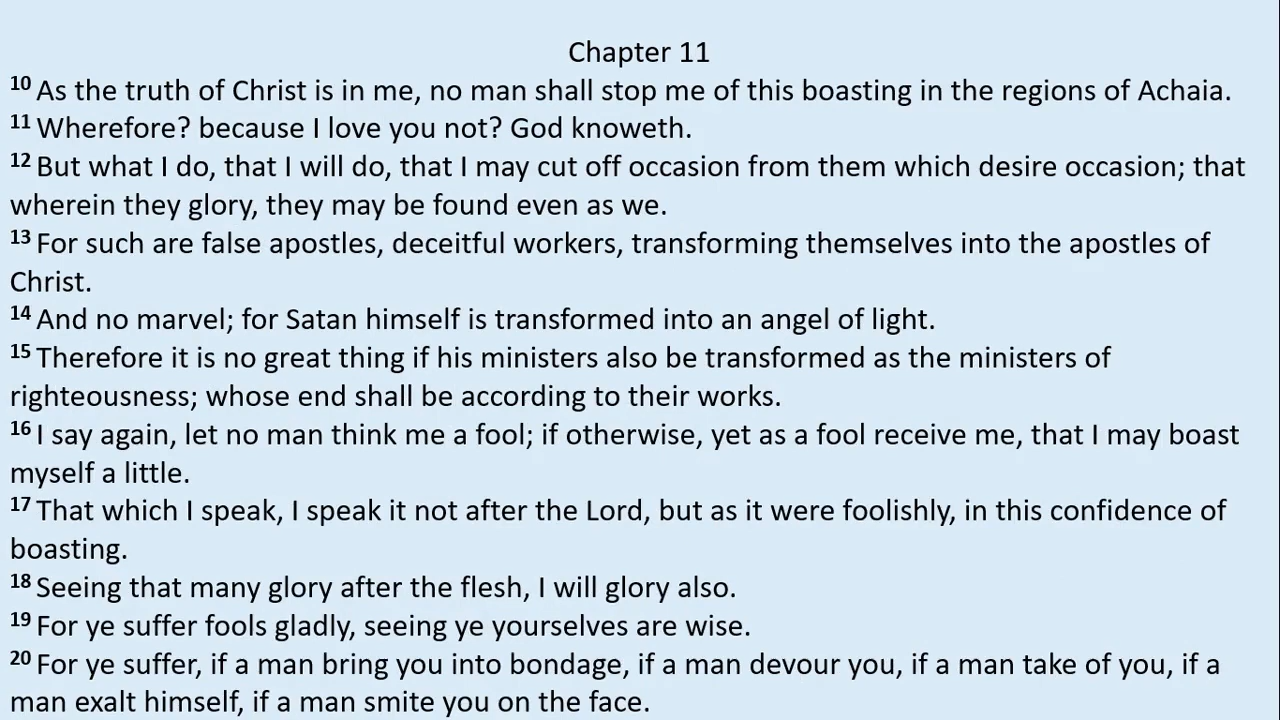 Chapter 11
10 As the truth of Christ is in me, no man shall stop me of this boasting in the regions of Achaia.
11 Wherefore? because I love you not? God knoweth.
12 But what I do, that I will do, that I may cut off occasion from them which desire occasion; that
wherein they glory, they may be found even as we.
13 For such are false apostles, deceitful workers, transforming themselves into the apostles of
Christ.
14 And no marvel; for Satan himself is transformed into an angel of light.
15 Therefore it is no great thing if his ministers also be transformed as the ministers of
righteousness; whose end shall be according to their works.
16 I say again, let no man think me a fool; if otherwise, yet as a fool receive me, that I may boast
myself a little.
17 That which I speak, I speak it not after the Lord, but as it were foolishly, in this confidence of
boasting.
18 Seeing that many glory after the flesh, I will glory also.
19 For ye suffer fools gladly, seeing ye yourselves are wise.
20 For ye suffer, if a man bring you into bondage, if a man devour you, if a man take of you, if a
man exalt himself, if a man smite you on the face.